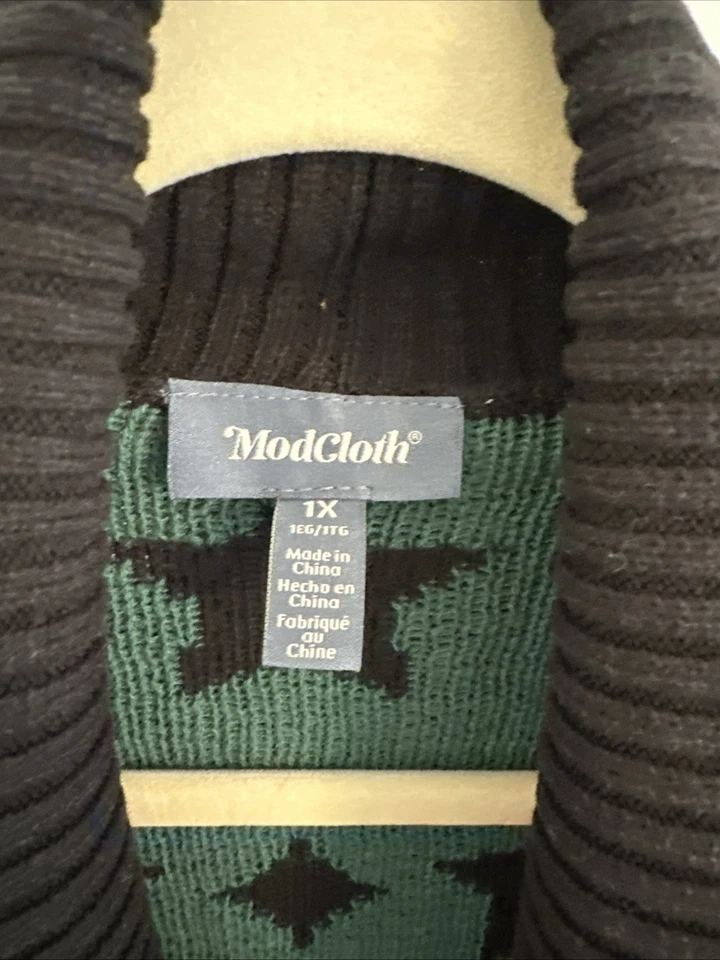 ModCloth®
1X
1EG/1TG
Made in
China
Hecho en
China
Fabriqué
au
Chine